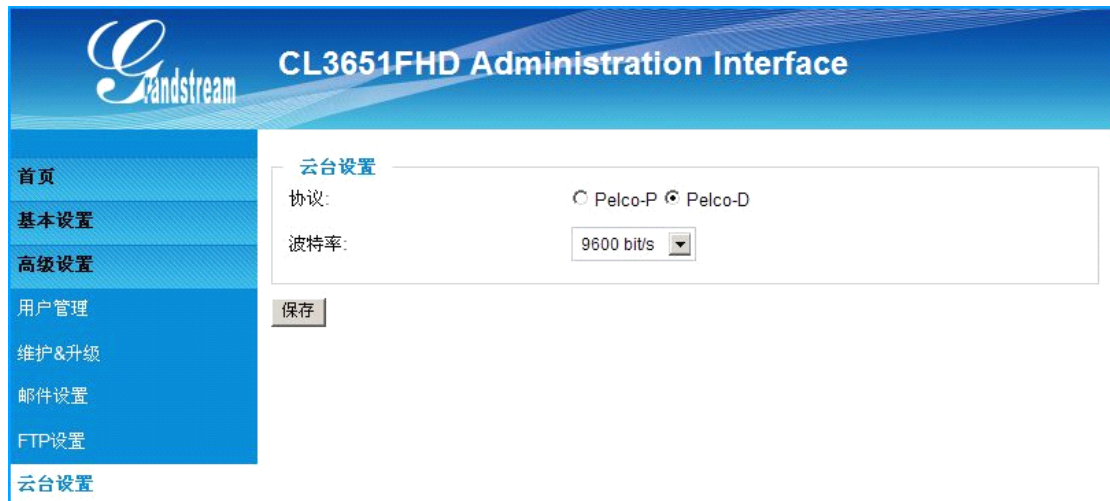 Grandstream
CL3651FHD Administration Interface
首页
基本设置
高级设置
用户管理
维护&升级
邮件设置
FTP设置
云台设置
云台设置
协议:
Pelco-P Pelco-D
波特率:
9600 bit/s
保存